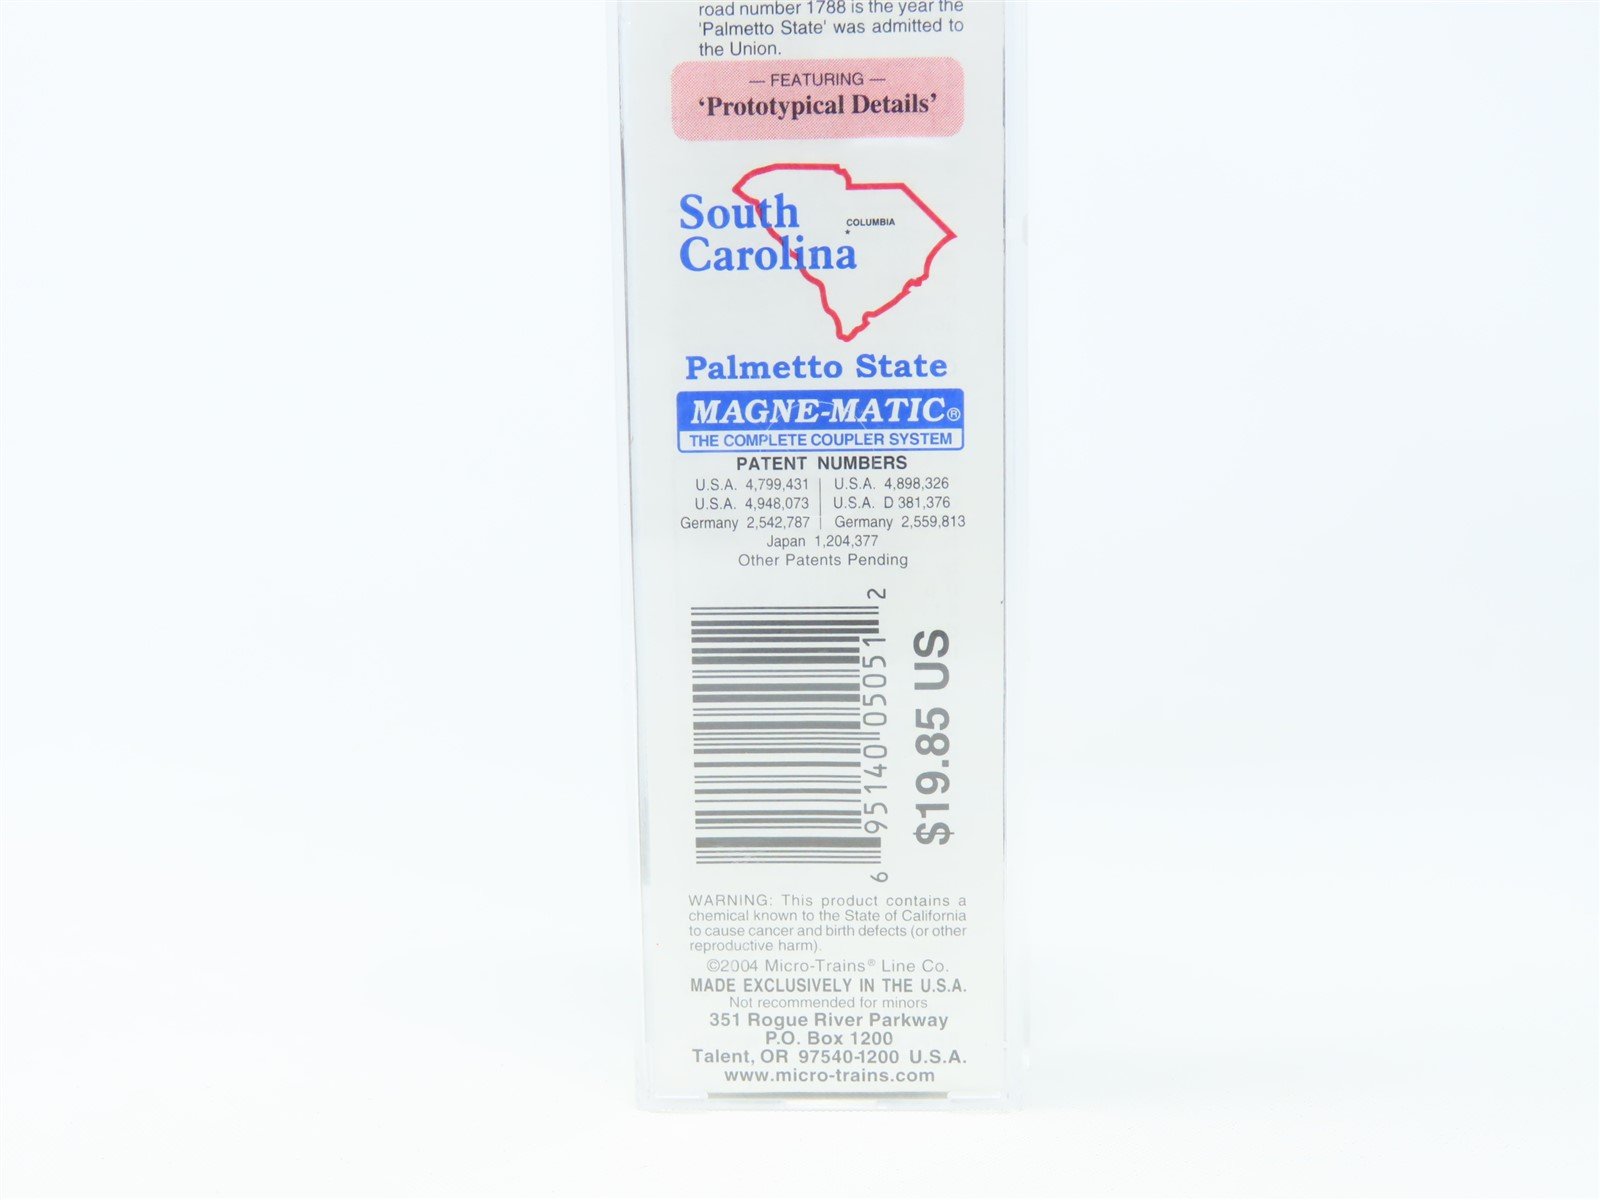 road number 1788 is the year the
'Palmetto State' was admitted to
the Union.
— FEATURING —
'Prototypical Details'
South
Carolina
COLUMBIA
Palmetto State
MAGNE-MATIC®
THE COMPLETE COUPLER SYSTEM
PATENT NUMBERS
U.S.A. 4,799,431 | U.S.A. 4,898,326
U.S.A. 4,948,073 | U.S.A. D 381,376
Germany 2,542,787 | Germany 2,559,813
Japan 1,204,377
Other Patents Pending
6 95140 05051 2
$19.85 US
WARNING: This product contains a
chemical known to the State of California
to cause cancer and birth defects (or other
reproductive harm).
©2004 Micro-Trains® Line Co.
MADE EXCLUSIVELY IN THE U.S.A.
Not recommended for minors
351 Rogue River Parkway
P.O. Box 1200
Talent, OR 97540-1200 U.S.A.
www.micro-trains.com